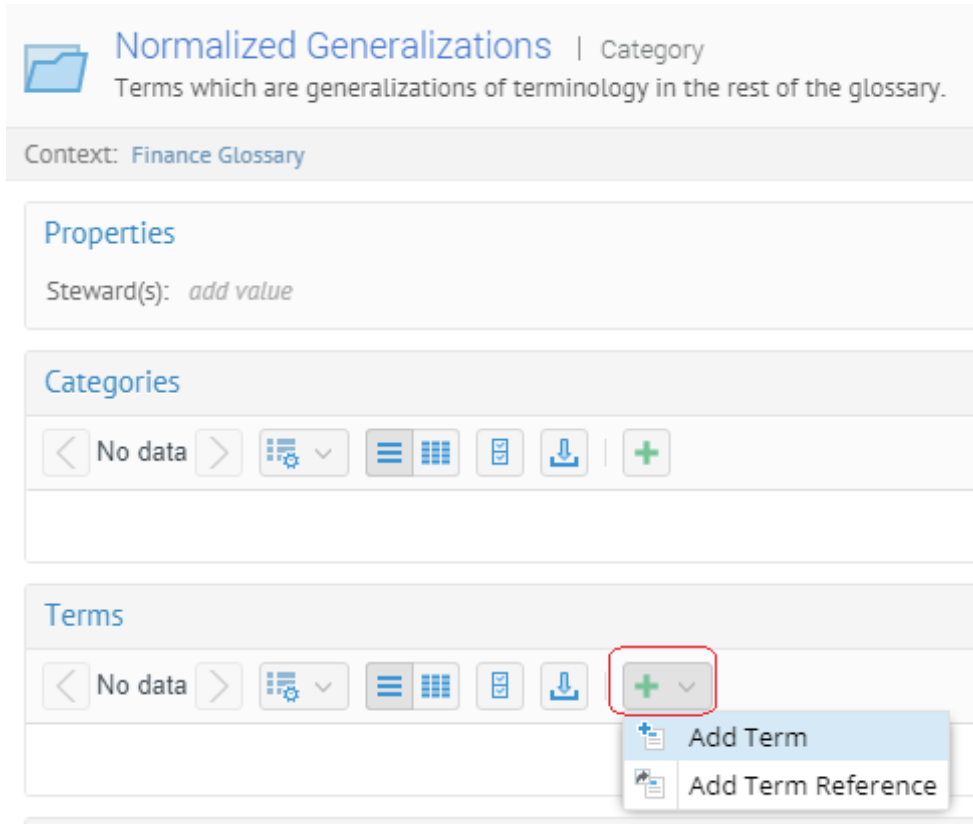 Normalized Generalizations | Category
Terms which are generalizations of terminology in the rest of the glossary.
Context: Finance Glossary
Properties
Steward(s): add value
Categories
No data
Terms
No data
Add Term
Add Term Reference